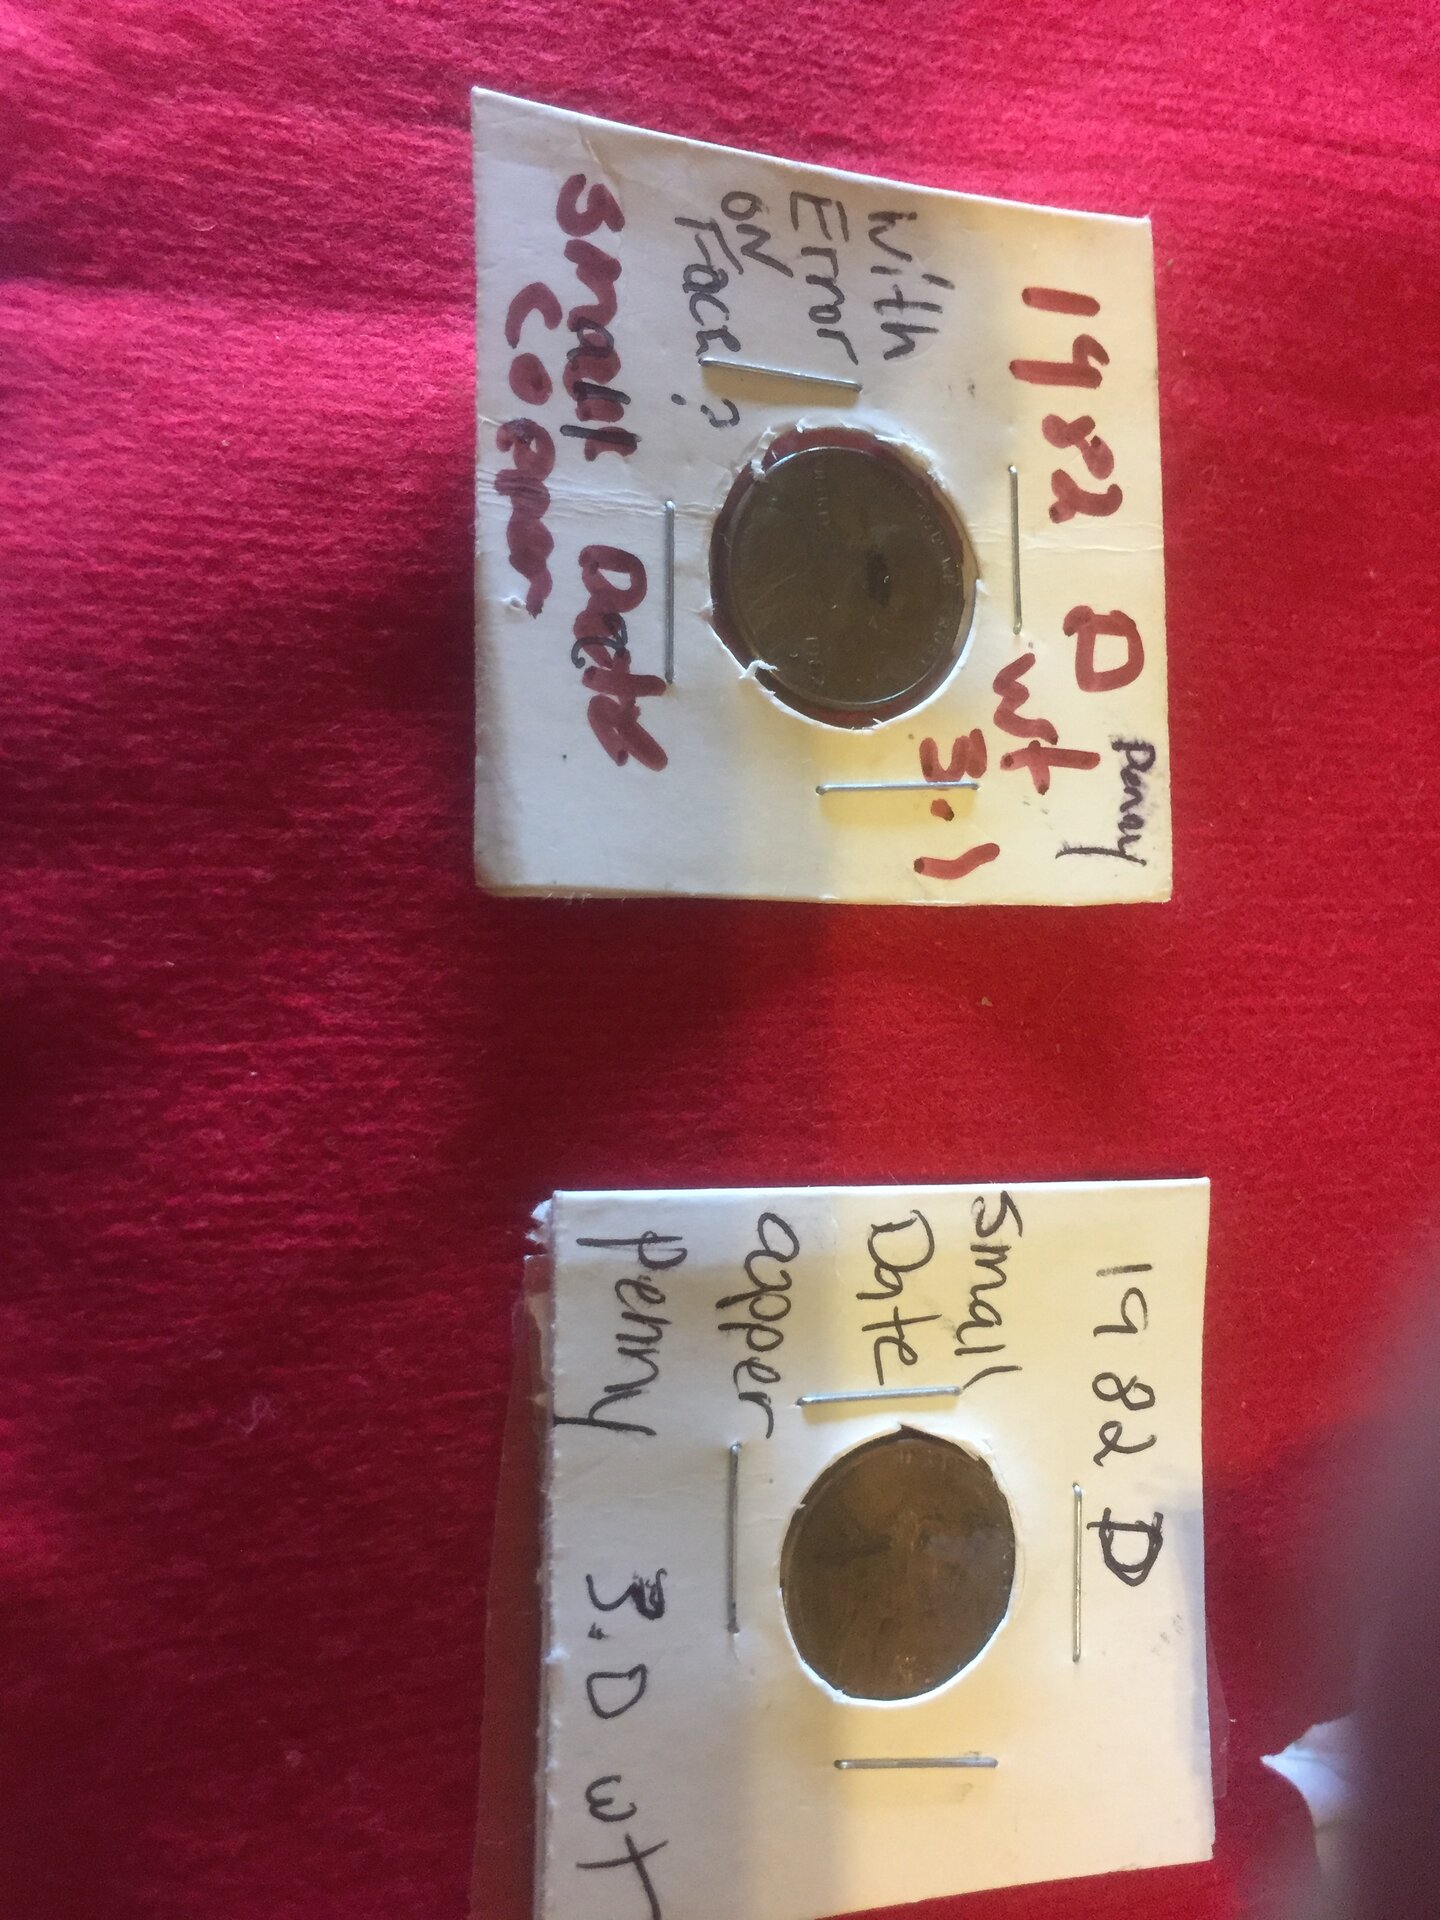 1982 D penny
wt
3.1
With
Error
ON
Face ?
Small Date
Copper
1982 D
Small
Date
copper
penny 3.0 wt